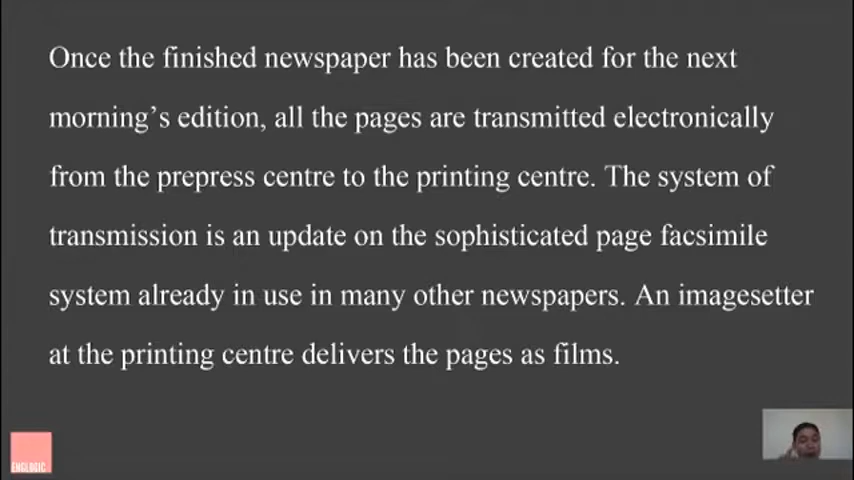 Once the finished newspaper has been created for the next
morning’s edition, all the pages are transmitted electronically
from the prepress centre to the printing centre. The system of
transmission is an update on the sophisticated page facsimile
system already in use in many other newspapers. An imagesetter
at the printing centre delivers the pages as films.
ENGLOGIC